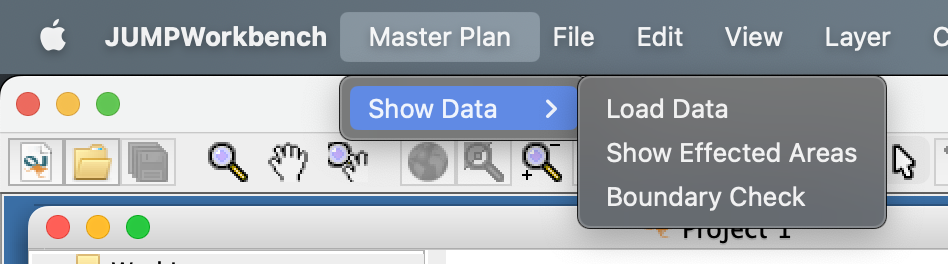 JUMPWorkbench Master Plan File Edit View Layer
Show Data
Load Data
Show Effected Areas
Boundary Check
Project 1